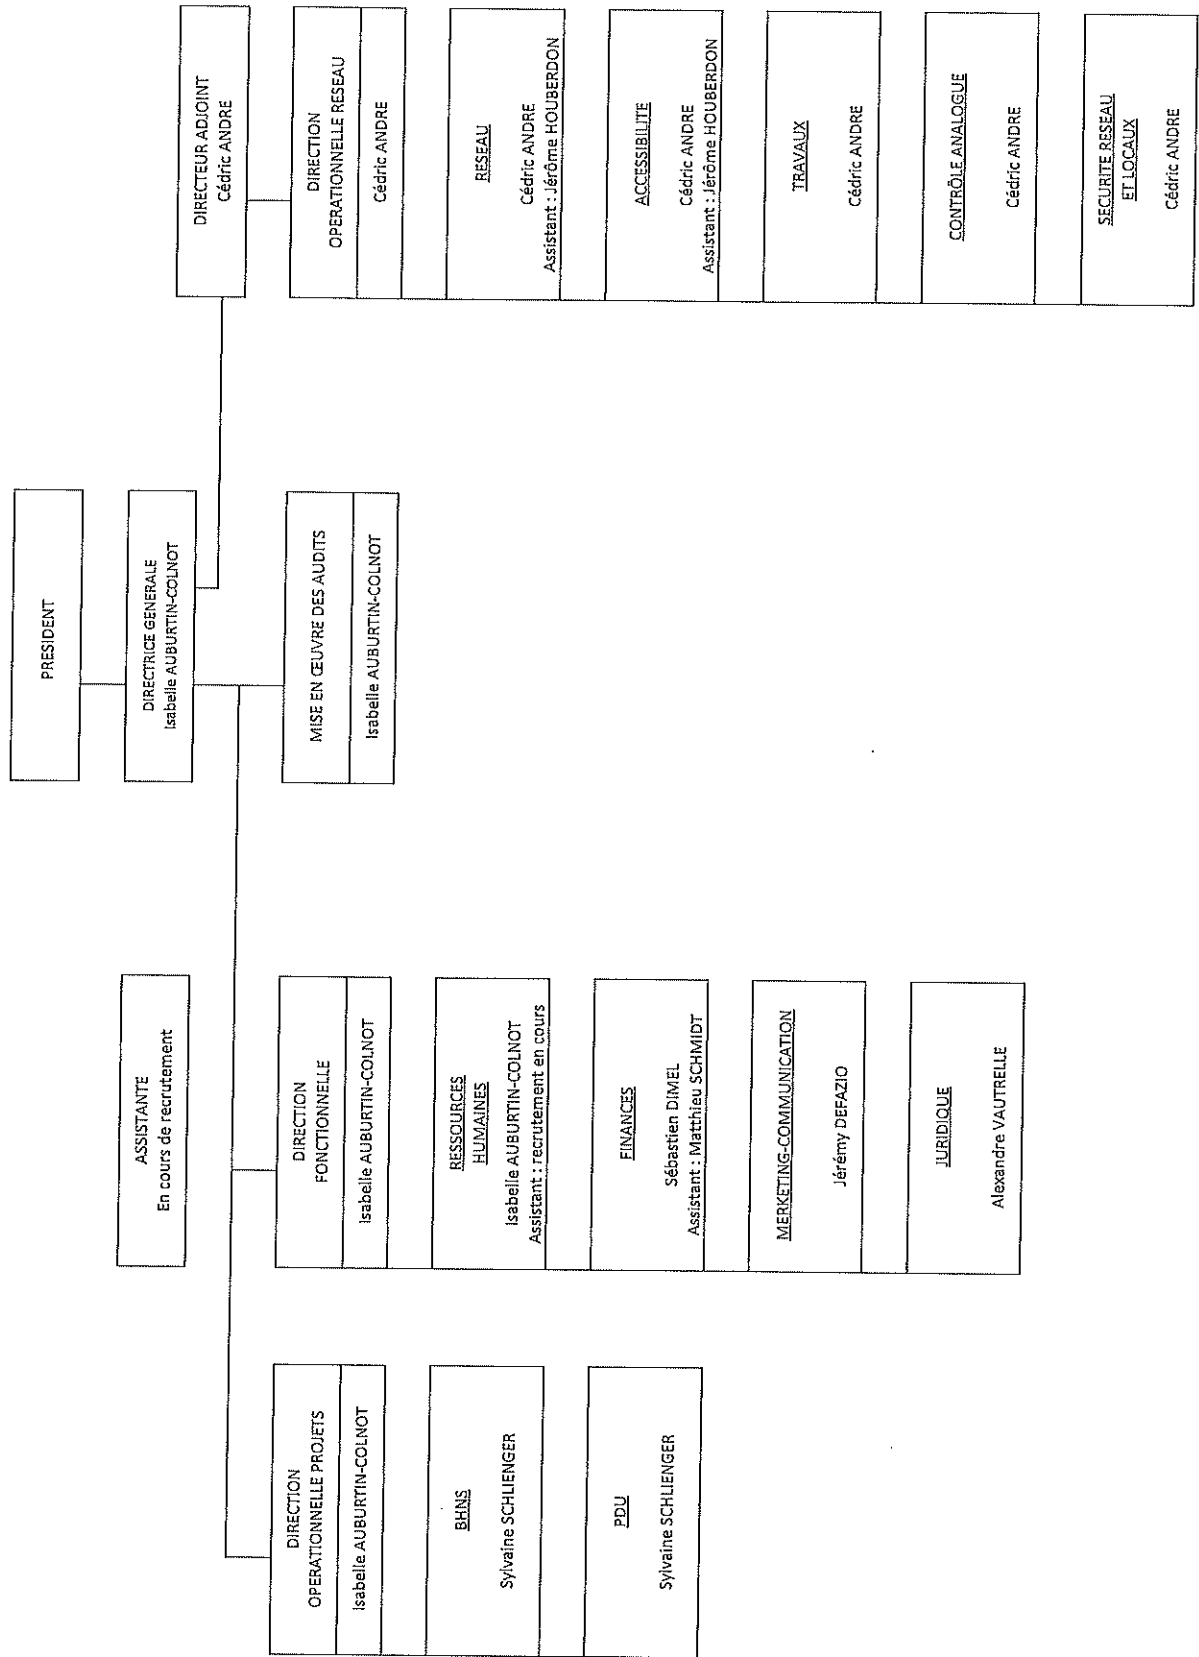 PRESIDENT
DIRECTRICE GENERALE
Isabelle AUBURTIN-COLNOT
ASSISTANTE
En cours de recrutement
DIRECTEUR ADJOINT
Cédric ANDRE
DIRECTION
OPERATIONNELLE PROJETS
Isabelle AUBURTIN-COLNOT
BHNS
Sylvaine SCHLIENGER
PDU
Sylvaine SCHLIENGER
DIRECTION
FONCTIONNELLE
Isabelle AUBURTIN-COLNOT
RESSOURCES
HUMAINES
Isabelle AUBURTIN-COLNOT
Assistant : recrutement en cours
FINANCES
Sébastien DIMEL
Assistant : Matthieu SCHMIDT
MERKETING-COMMUNICATION
Jérémy DEFAZIO
JURIDIQUE
Alexandre VAUTRELLE
MISE EN ŒUVRE DES AUDITS
Isabelle AUBURTIN-COLNOT
DIRECTION
OPERATIONNELLE RESEAU
Cédric ANDRE
RESEAU
Cédric ANDRE
Assistant : Jérôme HOUBERDON
ACCESSIBILITE
Cédric ANDRE
Assistant : Jérôme HOUBERDON
TRAVAUX
Cédric ANDRE
CONTRÔLE ANALOGUE
Cédric ANDRE
SECURITE RESEAU
ET LOCAUX
Cédric ANDRE